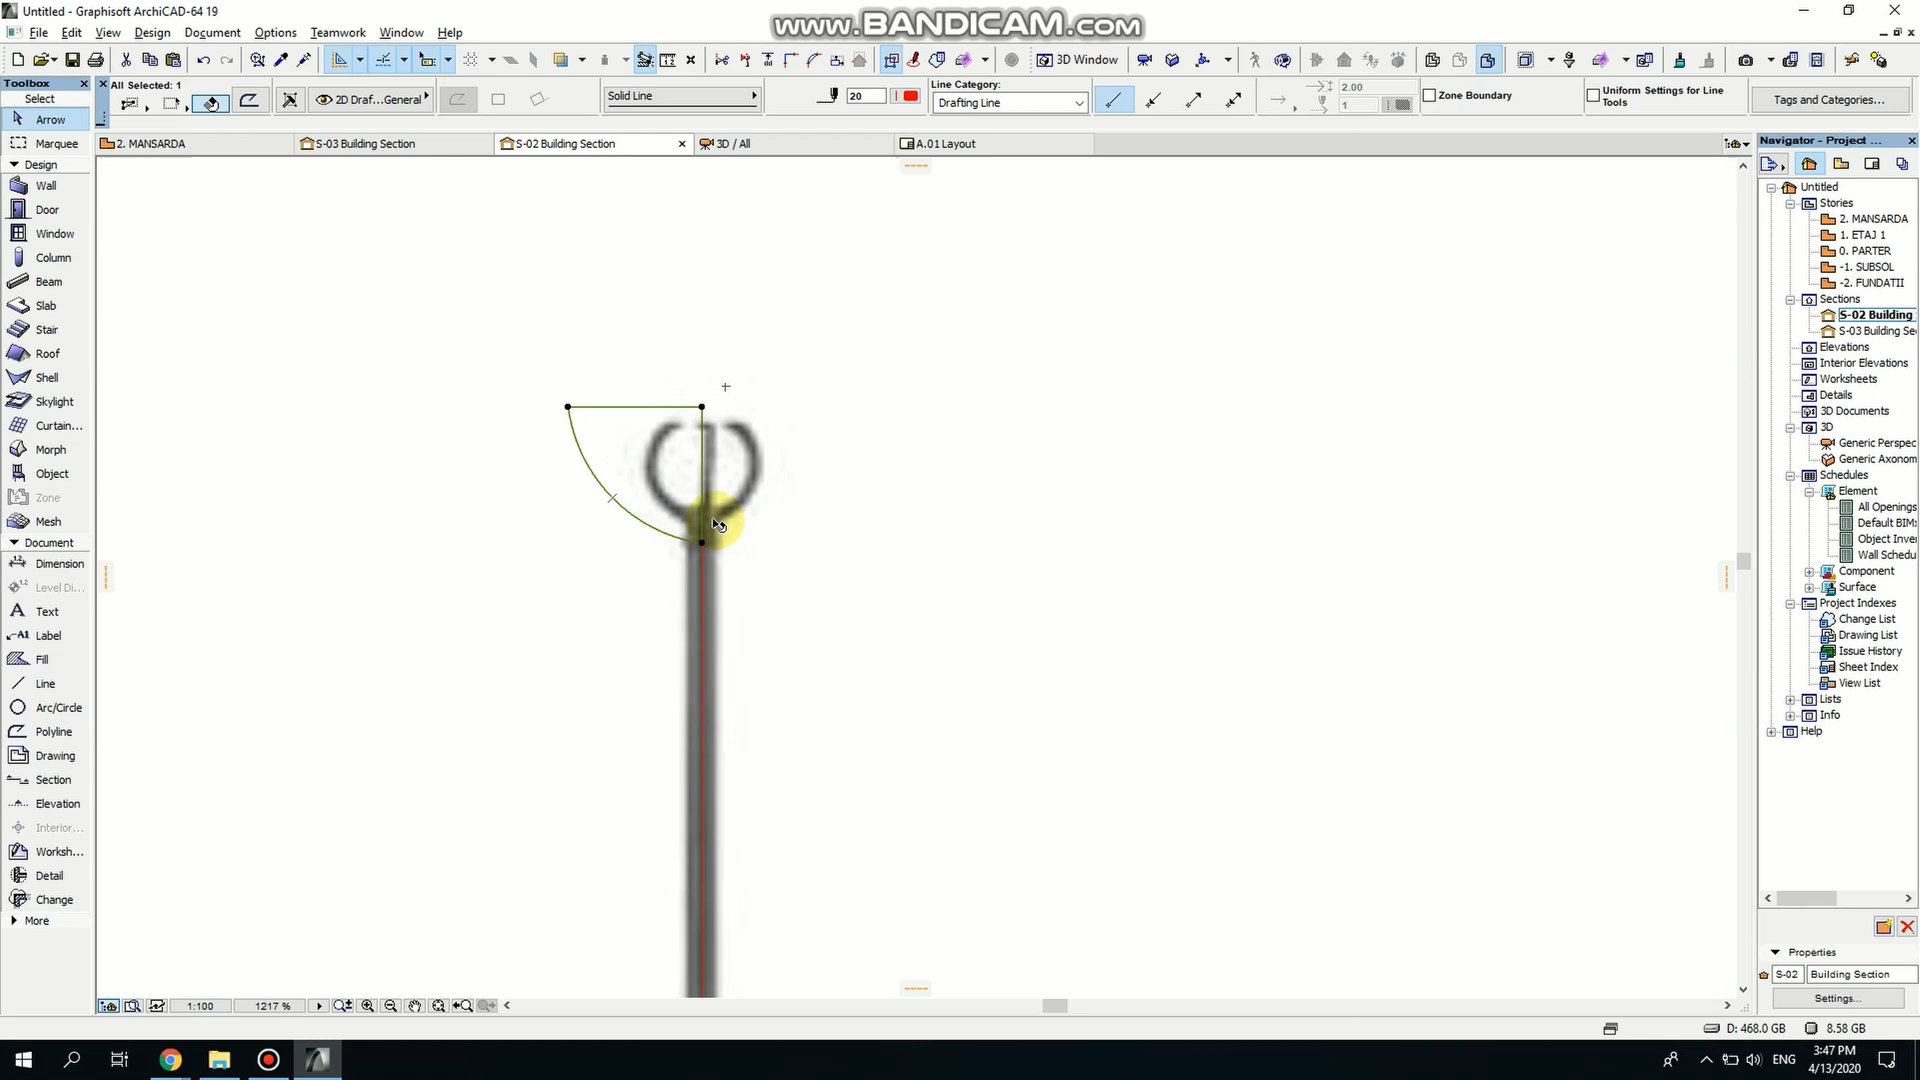 Untitled - Graphisoft ArchiCAD-64 19
www.BANDICAM.com
File Edit View Design Document Options Teamwork Window Help
3D Window
Toolbox
Select
Arrow
Marquee
Design
Wall
Door
Window
Column
Beam
Slab
Stair
Roof
Shell
Skylight
Curtain...
Morph
Object
Zone
Mesh
Document
Dimension
Level Di...
Text
Label
Fill
Line
Arc/Circle
Polyline
Drawing
Section
Elevation
Interior...
Worksh...
Detail
Change
More
All Selected: 1
2D Draf...General
Solid Line
20
Line Category:
Drafting Line
2.00
1
Zone Boundary
Uniform Settings for Line Tools
Tags and Categories...
2. MANSARDA
S-03 Building Section
S-02 Building Section
3D / All
A.01 Layout
Navigator - Project ...
Untitled
Stories
2. MANSARDA
1. ETAJ 1
0. PARTER
-1. SUBSOL
-2. FUNDATII
Sections
S-02 Building
S-03 Building Se
Elevations
Interior Elevations
Worksheets
Details
3D Documents
3D
Generic Perspec
Generic Axonom
Schedules
Element
All Openings
Default BIM
Object Inve
Wall Schedu
Component
Surface
Project Indexes
Change List
Drawing List
Issue History
Sheet Index
View List
Lists
Info
Help
Properties
S-02 Building Section
Settings...
1:100
1217 %
D: 468.0 GB
8.58 GB
ENG
3:47 PM
4/13/2020